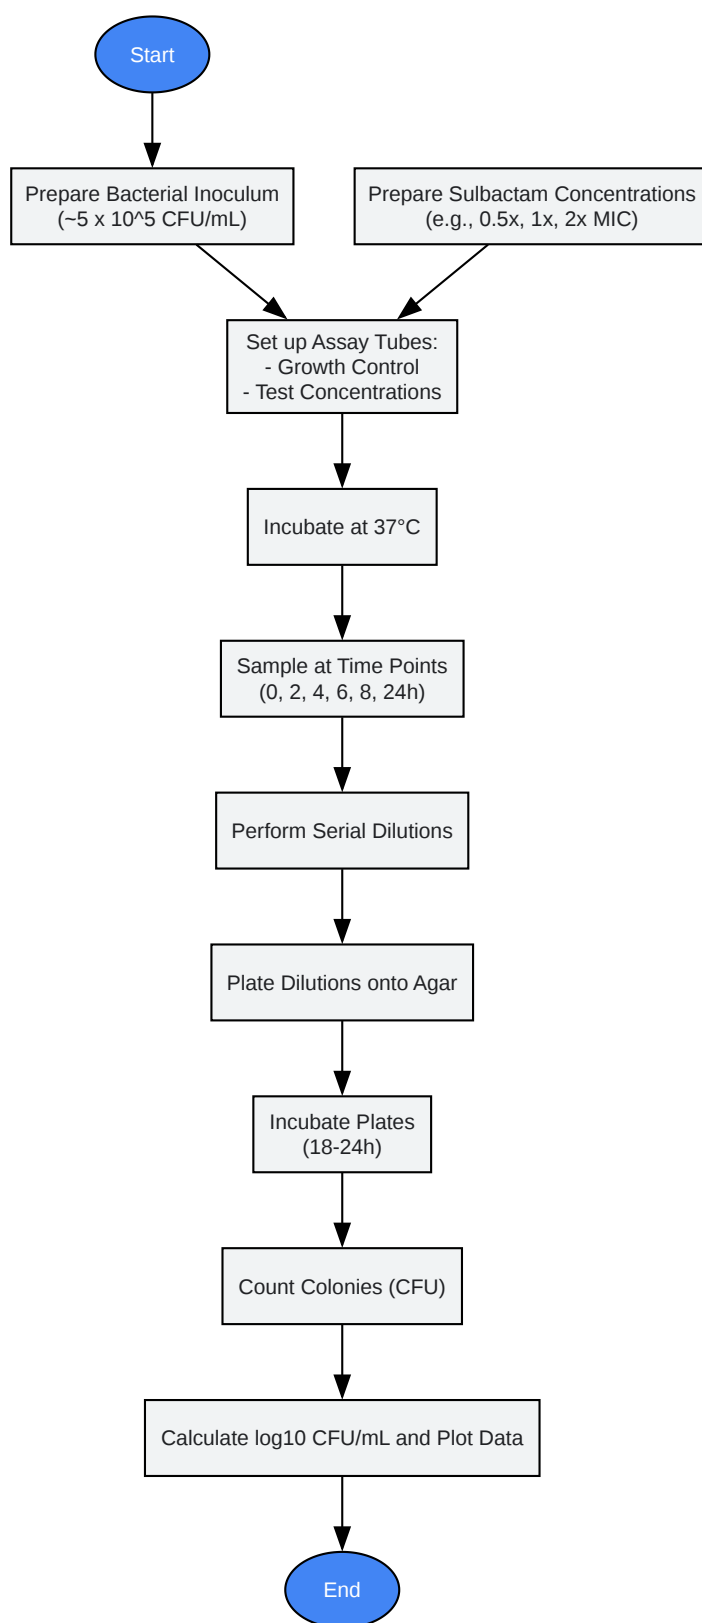 Start
Prepare Bacterial Inoculum
(~5 x 10^5 CFU/mL)
Prepare Sulbactam Concentrations
(e.g., 0.5x, 1x, 2x MIC)
Set up Assay Tubes:
- Growth Control
- Test Concentrations
Incubate at 37°C
Sample at Time Points
(0, 2, 4, 6, 8, 24h)
Perform Serial Dilutions
Plate Dilutions onto Agar
Incubate Plates
(18-24h)
Count Colonies (CFU)
Calculate log10 CFU/mL and Plot Data
End